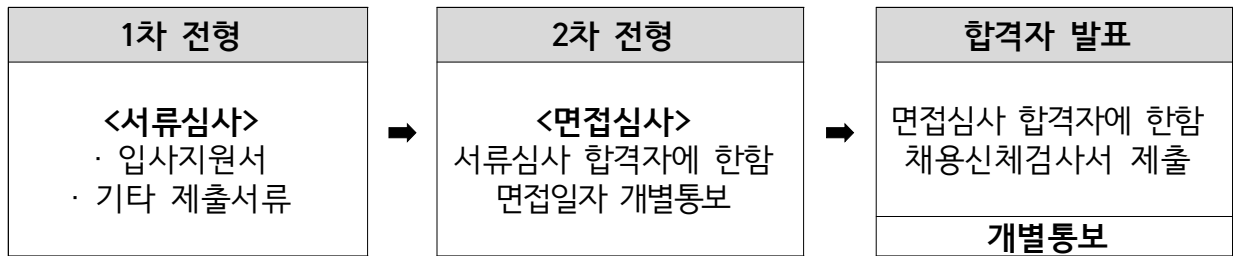 1차 전형
<서류심사>
· 입사지원서
· 기타 제출서류
➡
2차 전형
<면접심사>
서류심사 합격자에 한함
면접일자 개별통보
➡
합격자 발표
면접심사 합격자에 한함
채용신체검사서 제출
개별통보